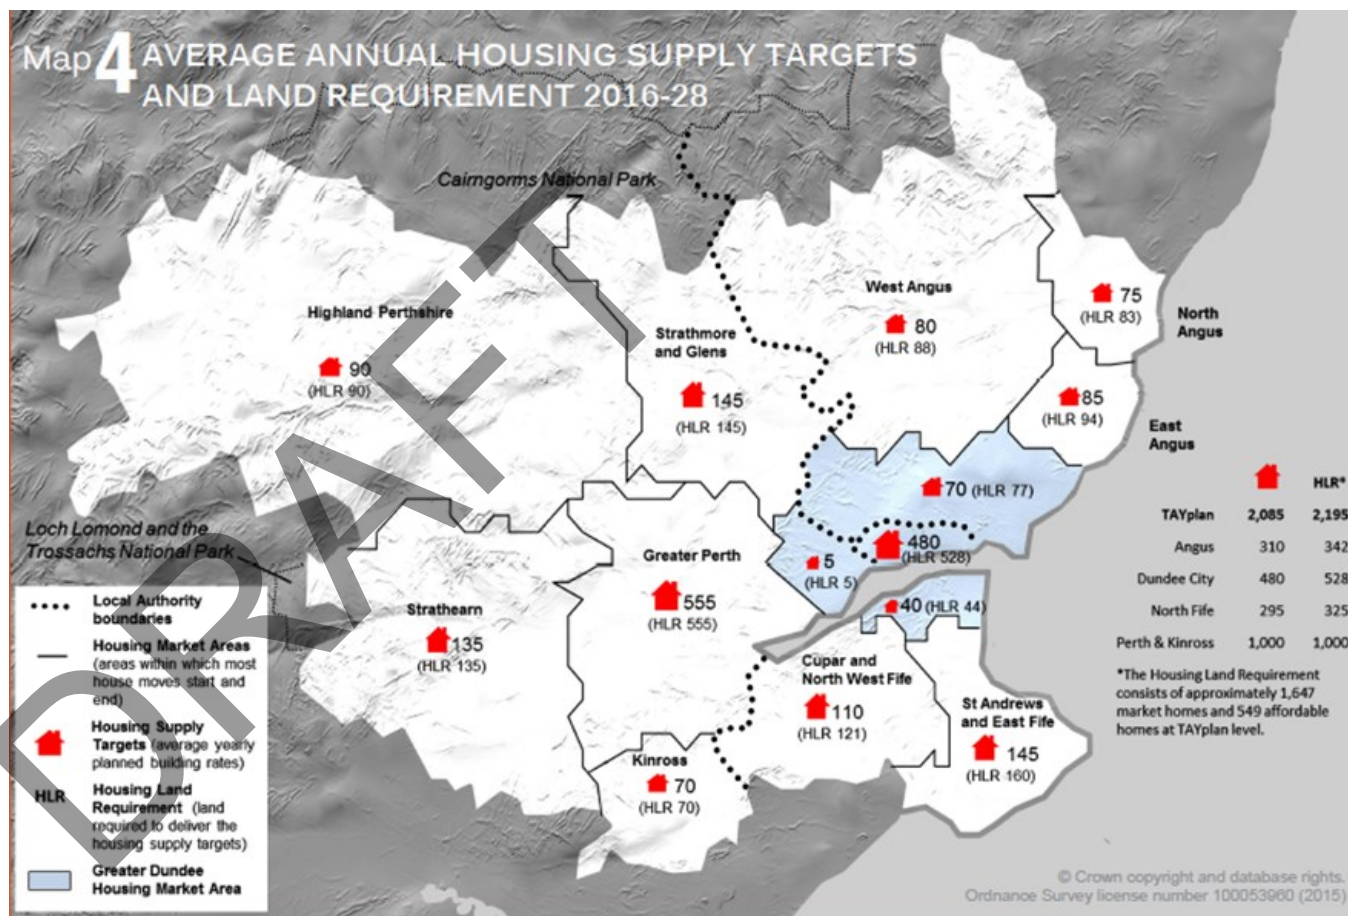 Map 4 AVERAGE ANNUAL HOUSING SUPPLY TARGETS
AND LAND REQUIREMENT 2016-28
Cairngorms National Park
Highland Perthshire
90
(HLR 90)
Strathmore
and Glens
145
(HLR 145)
West Angus
80
(HLR 88)
75
(HLR 83)
North
Angus
85
(HLR 94)
East
Angus
70 (HLR 77)
480
(HLR 528)
5
(HLR 5)
40 (HLR 44)
Loch Lomond and the
Trossachs National Park
Greater Perth
555
(HLR 555)
Strathearn
135
(HLR 135)
Cupar and
North West Fife
110
(HLR 121)
St Andrews
and East Fife
145
(HLR 160)
Kinross
70
(HLR 70)
HLR*
TAYplan 2,085 2,195
Angus 310 342
Dundee City 480 528
North Fife 295 325
Perth & Kinross 1,000 1,000
*The Housing Land Requirement
consists of approximately 1,647
market homes and 549 affordable
homes at TAYplan level.
Local Authority
boundaries
Housing Market Areas
(areas within which most
house moves start and
end)
Housing Supply
Targets (average yearly
planned building rates)
HLR Housing Land
Requirement (land
required to deliver the
housing supply targets)
Greater Dundee
Housing Market Area
DRAFT
© Crown copyright and database rights.
Ordnance Survey license number 100053960 (2015)